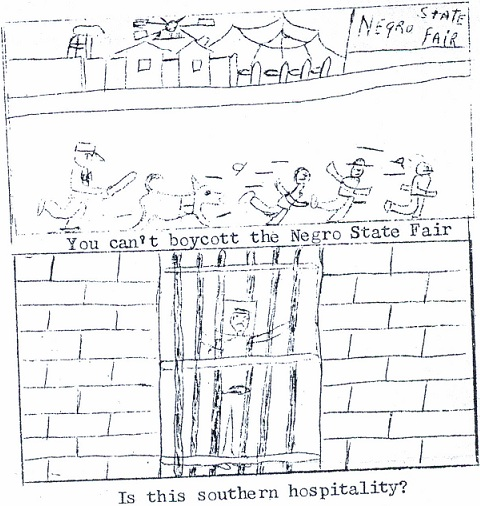 NEGRO STATE
FAIR
You can't boycott the Negro State Fair
Is this southern hospitality?